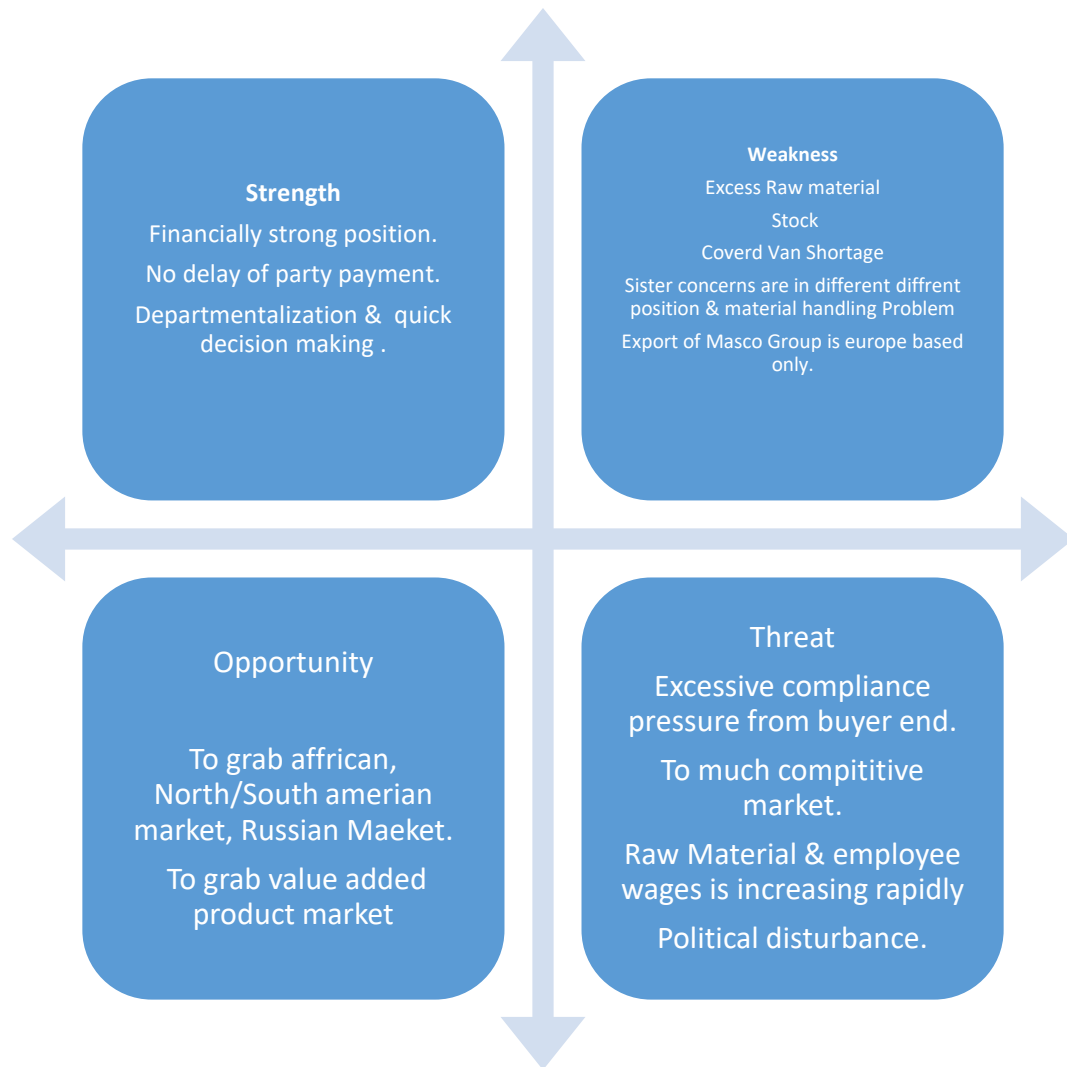 Strength
Financially strong position.
No delay of party payment.
Departmentalization & quick
decision making .
Weakness
Excess Raw material
Stock
Coverd Van Shortage
Sister concerns are in different diffrent
position & material handling Problem
Export of Masco Group is europe based
only.
Opportunity
To grab affrican,
North/South amerian
market, Russian Maeket.
To grab value added
product market
Threat
Excessive compliance
pressure from buyer end.
To much compititive
market.
Raw Material & employee
wages is increasing rapidly
Political disturbance.